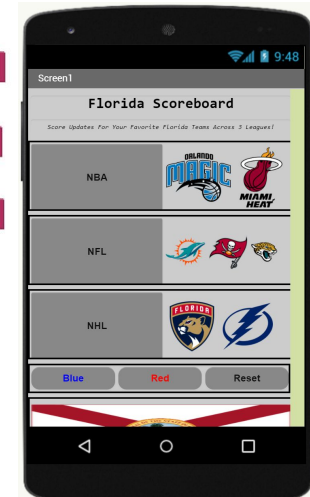 9:48
Screen1
Florida Scoreboard
Score Updates For Your Favorite Florida Teams Across 3 Leagues!
NBA
ORLANDO
MAGIC
MIAMI
HEAT
NFL
NHL
FLORIDA
Blue
Red
Reset